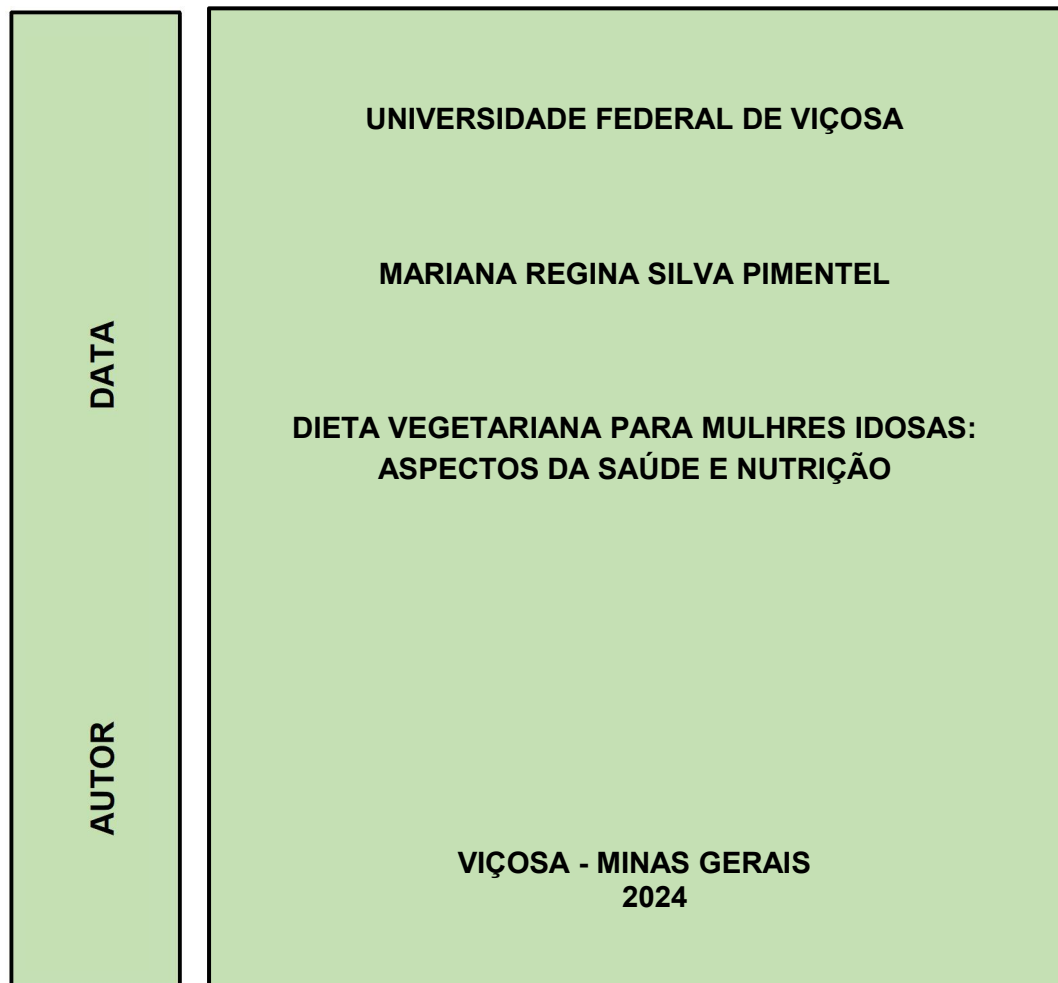 DATA
AUTOR
UNIVERSIDADE FEDERAL DE VIÇOSA
MARIANA REGINA SILVA PIMENTEL
DIETA VEGETARIANA PARA MULHRES IDOSAS:
ASPECTOS DA SAÚDE E NUTRIÇÃO
VIÇOSA - MINAS GERAIS
2024